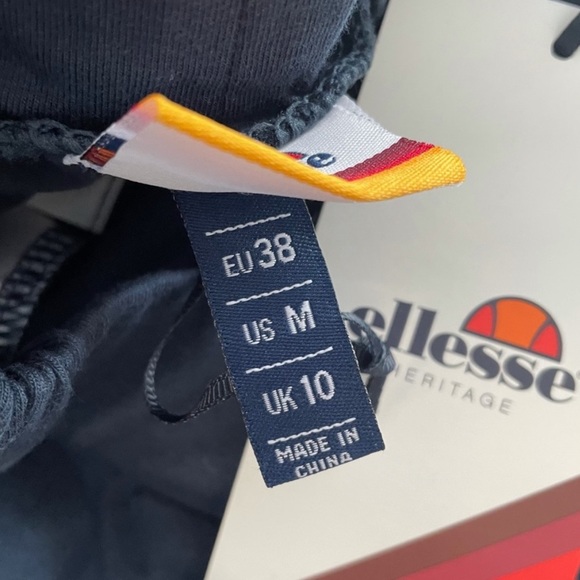 EU 38
US M
UK 10
MADE IN
CHINA
ellesse
HERITAGE